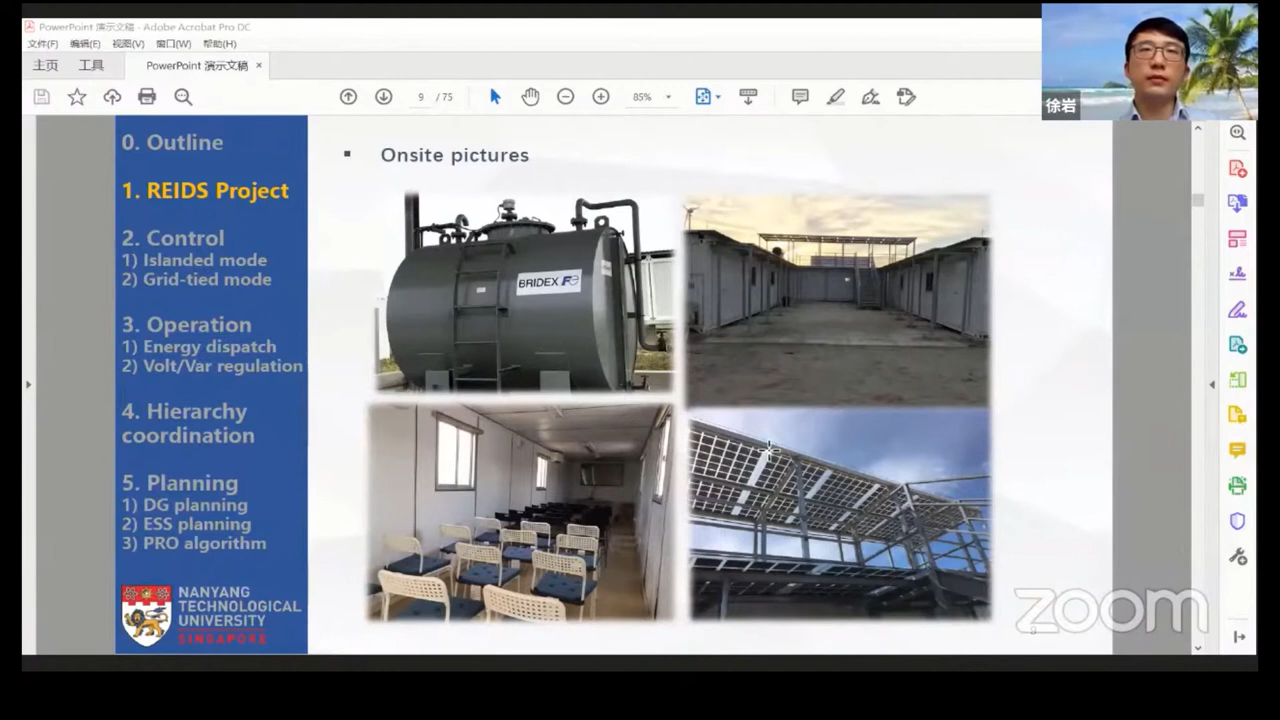 PowerPoint 演示文稿 - Adobe Acrobat Pro DC
文件(F) 编辑(E) 视图(V) 窗口(W) 帮助(H)
主页 工具 PowerPoint 演示文稿 ×
9 / 75 85%
徐岩
0. Outline
1. REIDS Project
2. Control
1) Islanded mode
2) Grid-tied mode
3. Operation
1) Energy dispatch
2) Volt/Var regulation
4. Hierarchy
coordination
5. Planning
1) DG planning
2) ESS planning
3) PRO algorithm
NANYANG
TECHNOLOGICAL
UNIVERSITY
SINGAPORE
▪ Onsite pictures
BRIDEX FE
zoom